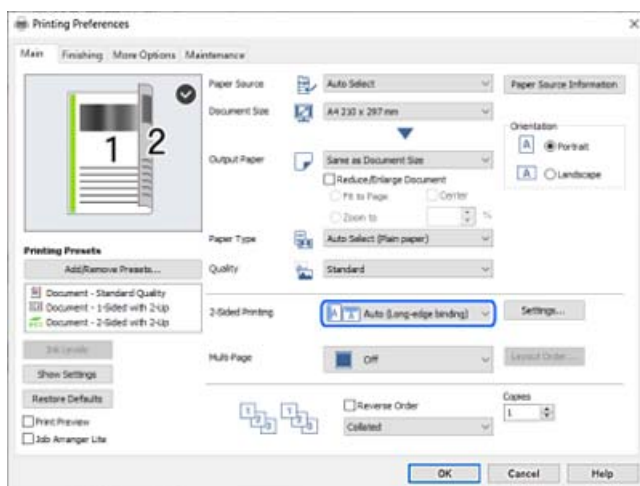 Printing Preferences
Main Finishing More Options Maintenance
1 2
Paper Source Auto Select Paper Source Information
Document Size A4 210 x 297 mm
Orientation
A Portrait
A Landscape
Output Paper Same as Document Size
Reduce/Enlarge Document
Fit to Page Center
Zoom to %
Paper Type Auto Select (Plain paper)
Printing Presets
Add/Remove Presets...
Quality Standard
Document - Standard Quality
Document - 1-Sided with 2-Up
Document - 2-Sided with 2-Up
2-Sided Printing Auto (Long-edge binding) Settings...
Ink Levels
Multi-Page Off Layout Order...
Show Settings
Restore Defaults
Print Preview
Job Arranger Lite
Reverse Order
Collated
Copies
1
OK Cancel Help